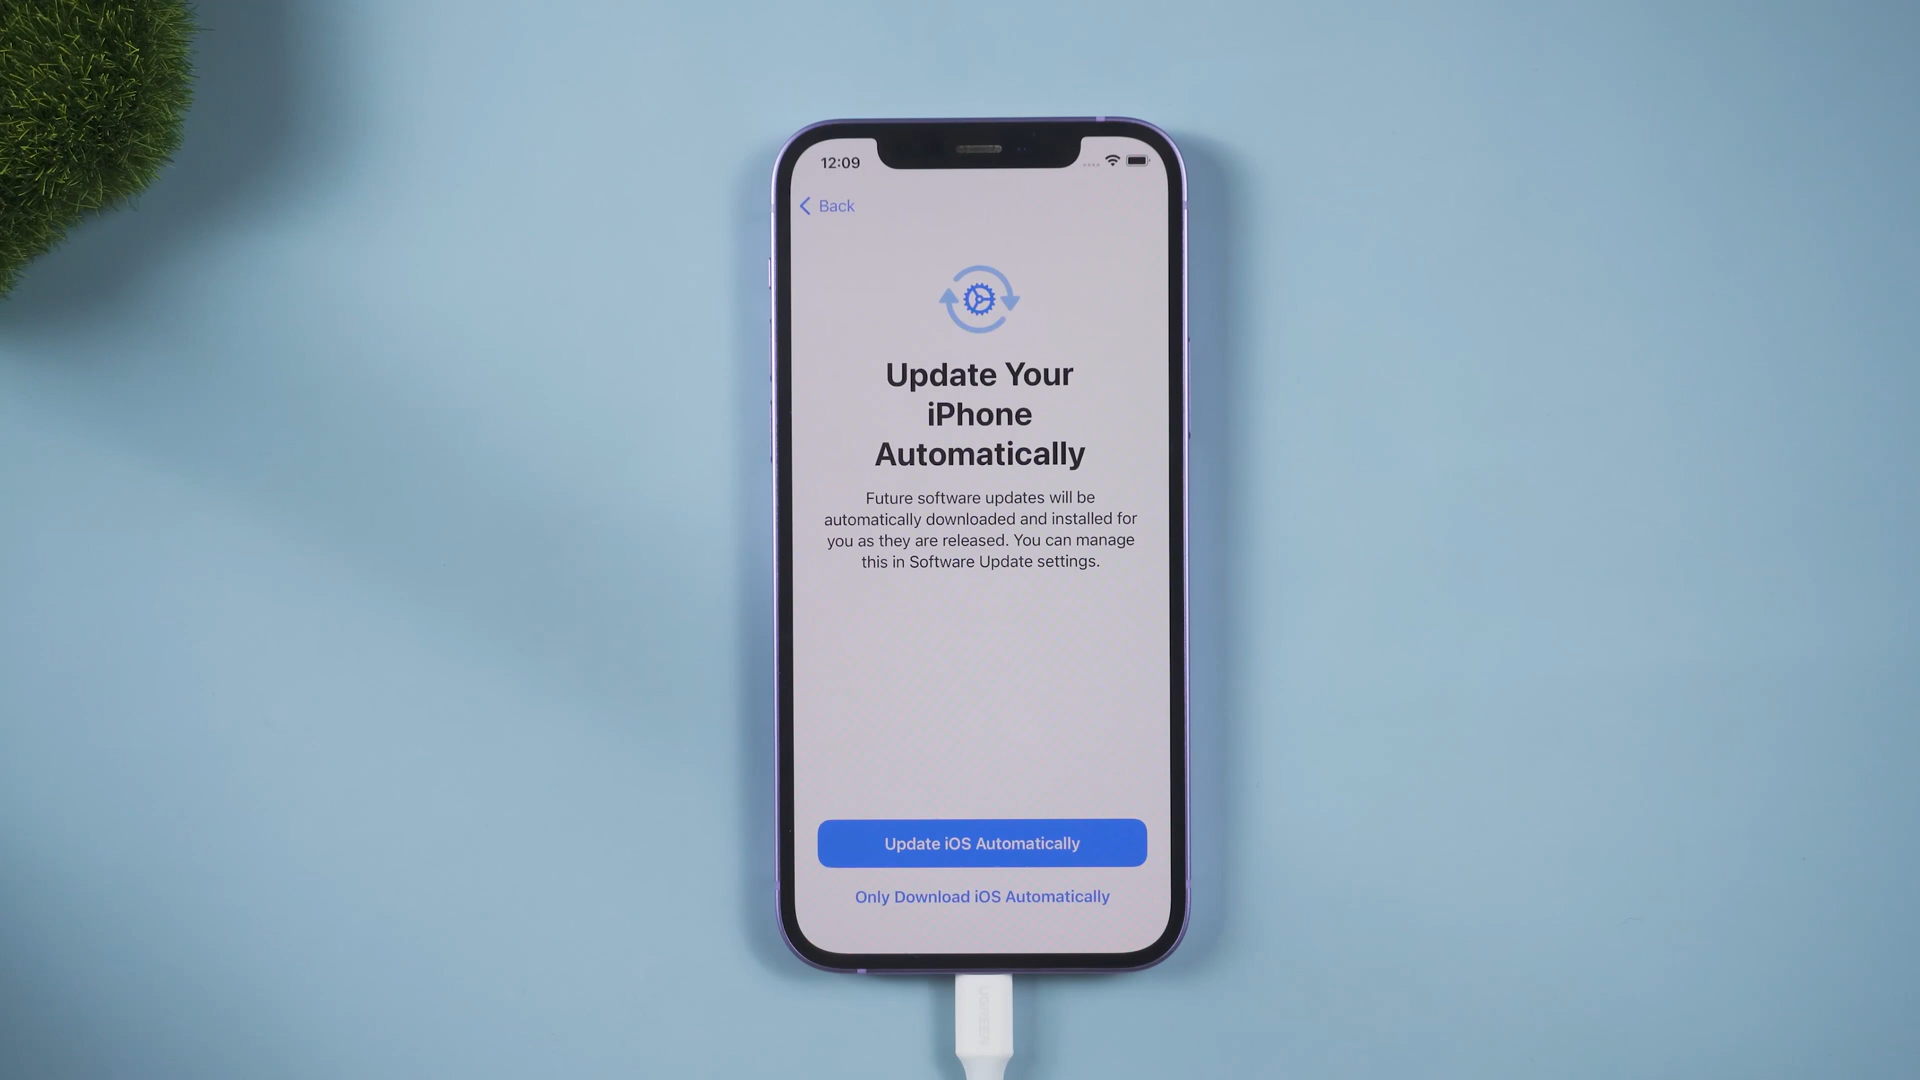 12:09
Back
Update Your
iPhone
Automatically
Future software updates will be
automatically downloaded and installed for
you as they are released. You can manage
this in Software Update settings.
Update iOS Automatically
Only Download iOS Automatically
UGREEN